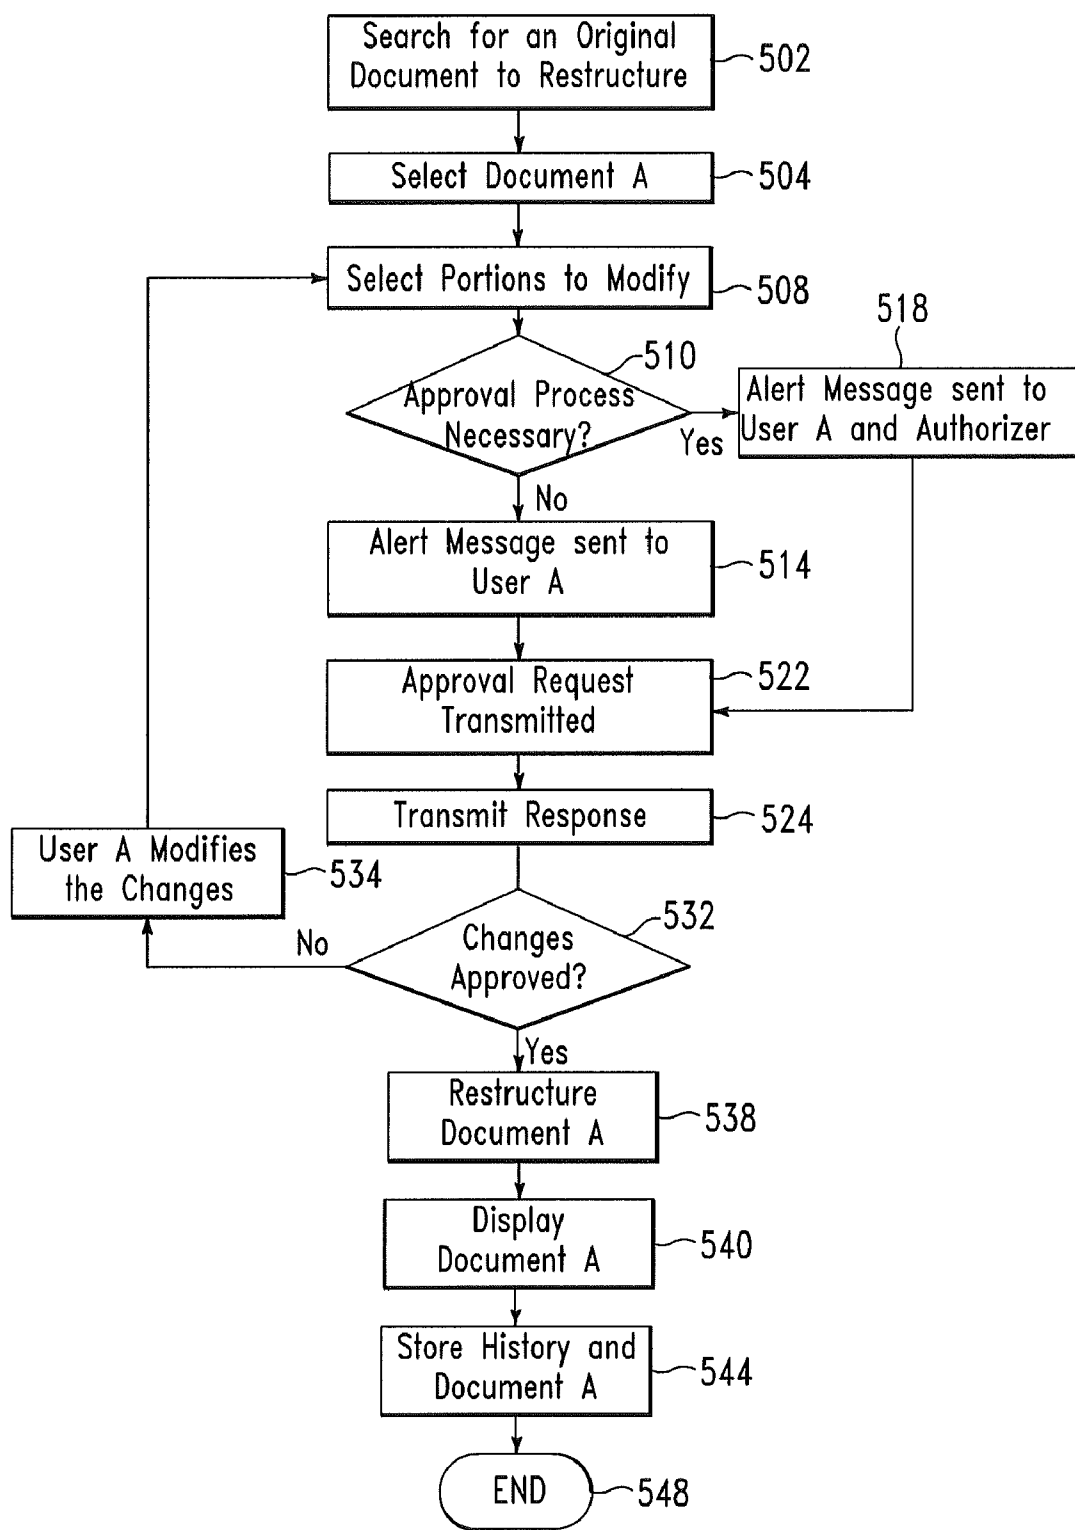 Search for an Original
Document to Restructure
502
Select Document A
504
Select Portions to Modify
508
510
Approval Process
Necessary?
Yes
518
Alert Message sent to
User A and Authorizer
No
Alert Message sent to
User A
514
Approval Request
Transmitted
522
Transmit Response
524
User A Modifies
the Changes
534
No
532
Changes
Approved?
Yes
Restructure
Document A
538
Display
Document A
540
Store History and
Document A
544
END
548